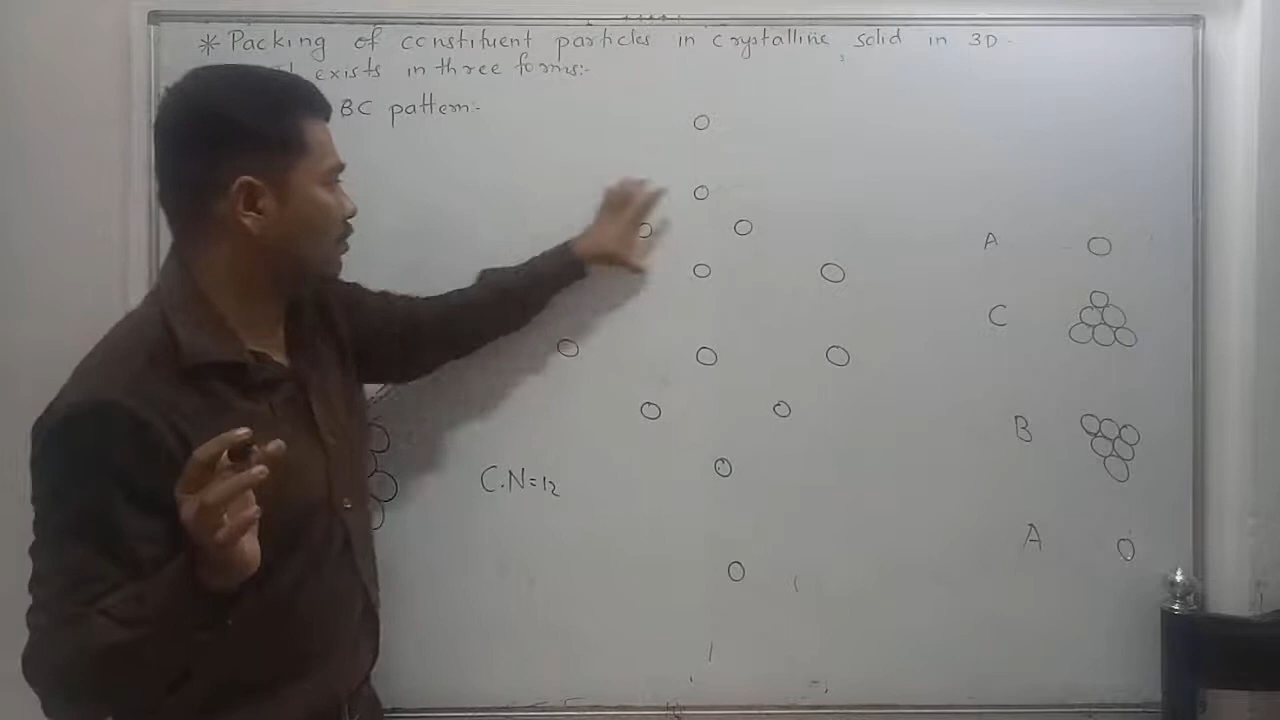 * Packing of constituent particles in crystalline solid in 3D -
exists in three forms:-
BC pattern:-
A
C
B
C.N=12
A